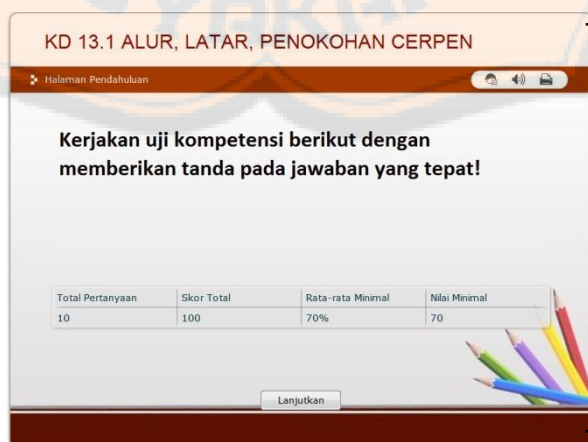 KD 13.1 ALUR, LATAR, PENOKOHAN CERPEN
Halaman Pendahuluan
Kerjakan uji kompetensi berikut dengan
memberikan tanda pada jawaban yang tepat!
Total Pertanyaan Skor Total Rata-rata Minimal Nilai Minimal
10 100 70% 70
Lanjutkan